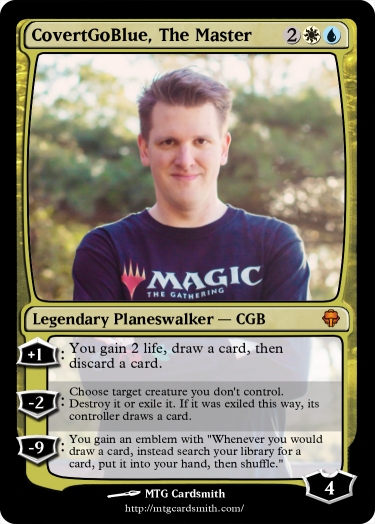 CovertGoBlue, The Master 2
MAGIC
THE GATHERING
Legendary Planeswalker — CGB
+1: You gain 2 life, draw a card, then
discard a card.
-2: Choose target creature you don't control.
Destroy it or exile it. If it was exiled this way, its
controller draws a card.
-9: You gain an emblem with "Whenever you would
draw a card, instead search your library for a
card, put it into your hand, then shuffle."
4
MTG Cardsmith
http://mtgcardsmith.com/